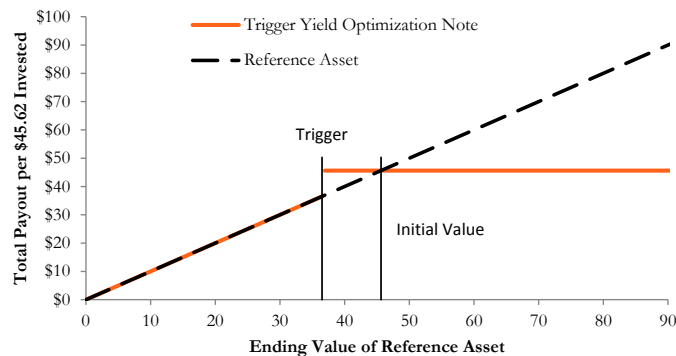 Total Payout per $45.62 Invested
$100
$90
$80
$70
$60
$50
$40
$30
$20
$10
$0
Trigger Yield Optimization Note
Reference Asset
Trigger
Initial Value
0 10 20 30 40 50 60 70 80 90
Ending Value of Reference Asset